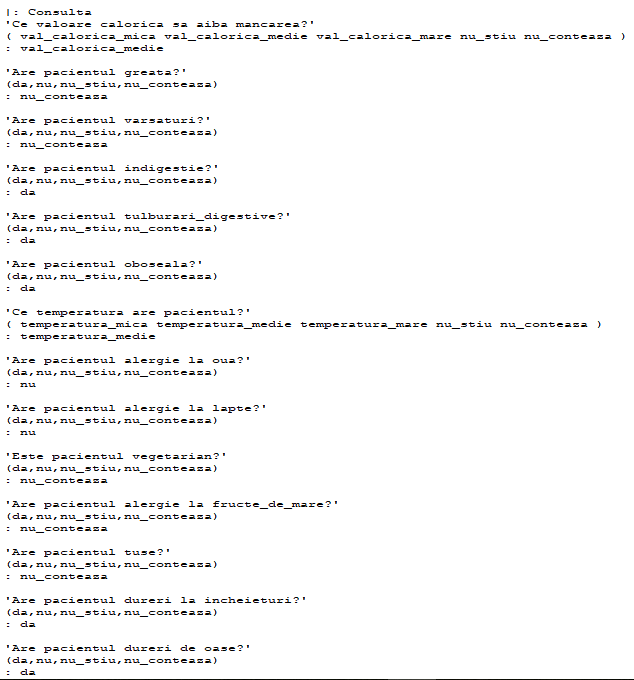 |: Consulta
'Ce valoare calorica sa aiba mancarea?'
( val_calorica_mica val_calorica_medie val_calorica_mare nu_stiu nu_conteaza )
: val_calorica_medie
'Are pacientul greata?'
(da,nu,nu_stiu,nu_conteaza)
: nu_conteaza
'Are pacientul varsaturi?'
(da,nu,nu_stiu,nu_conteaza)
: nu_conteaza
'Are pacientul indigestie?'
(da,nu,nu_stiu,nu_conteaza)
: da
'Are pacientul tulburari_digestive?'
(da,nu,nu_stiu,nu_conteaza)
: da
'Are pacientul oboseala?'
(da,nu,nu_stiu,nu_conteaza)
: da
'Ce temperatura are pacientul?'
( temperatura_mica temperatura_medie temperatura_mare nu_stiu nu_conteaza )
: temperatura_medie
'Are pacientul alergie la oua?'
(da,nu,nu_stiu,nu_conteaza)
: nu
'Are pacientul alergie la lapte?'
(da,nu,nu_stiu,nu_conteaza)
: nu
'Este pacientul vegetarian?'
(da,nu,nu_stiu,nu_conteaza)
: nu_conteaza
'Are pacientul alergie la fructe_de_mare?'
(da,nu,nu_stiu,nu_conteaza)
: nu_conteaza
'Are pacientul tuse?'
(da,nu,nu_stiu,nu_conteaza)
: nu_conteaza
'Are pacientul dureri la incheieturi?'
(da,nu,nu_stiu,nu_conteaza)
: da
'Are pacientul dureri de oase?'
(da,nu,nu_stiu,nu_conteaza)
: da